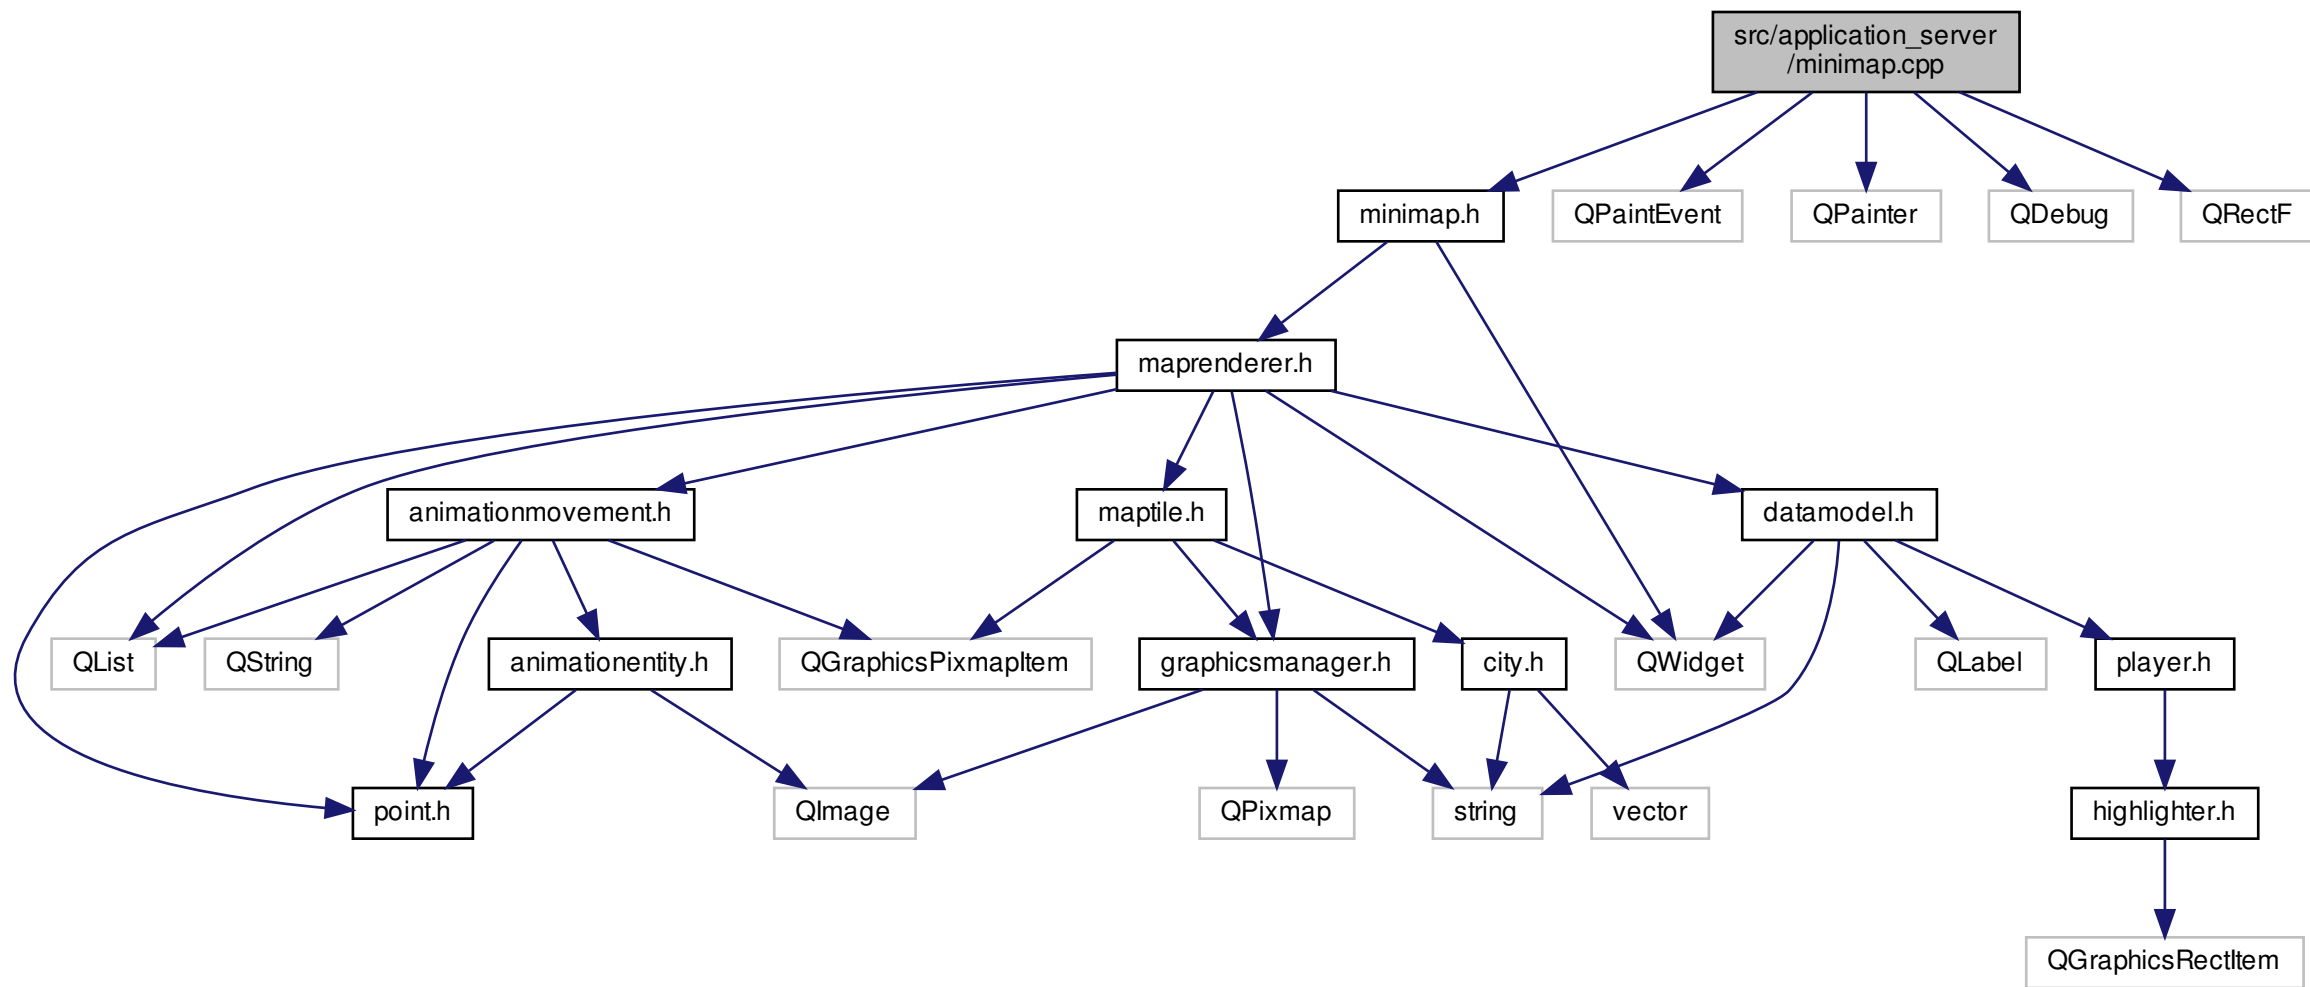 src/application_server
/minimap.cpp
minimap.h
QPaintEvent
QPainter
QDebug
QRectF
maprenderer.h
animationmovement.h
maptile.h
datamodel.h
QList
QString
animationentity.h
QGraphicsPixmapItem
graphicsmanager.h
city.h
QWidget
QLabel
player.h
point.h
QImage
QPixmap
string
vector
highlighter.h
QGraphicsRectItem